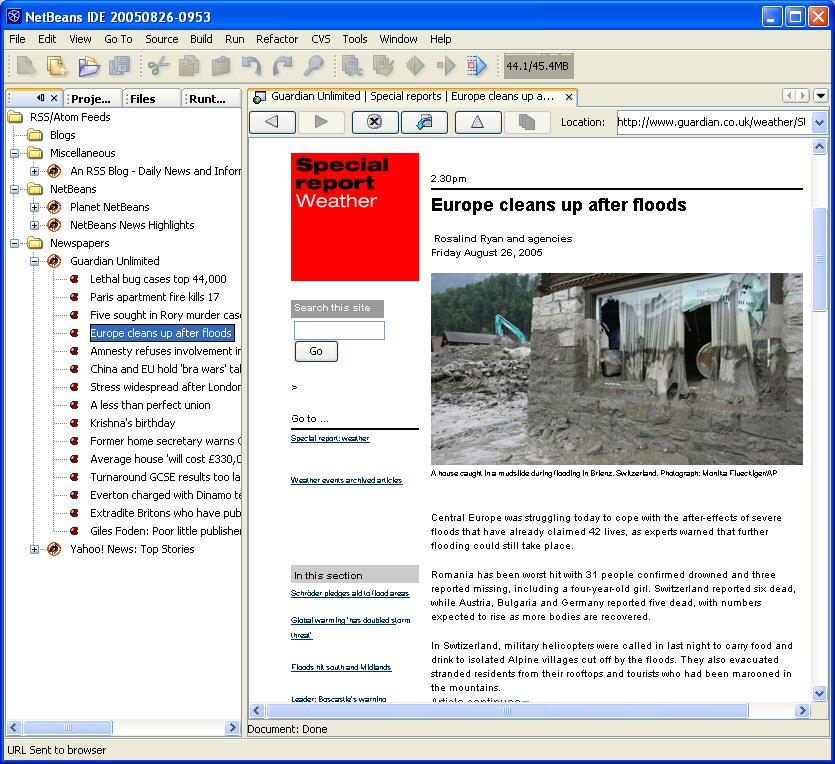 NetBeans IDE 20050826-0953
File Edit View Go To Source Build Run Refactor CVS Tools Window Help
44.1/45.4MB
Proje... Files Runt...
Guardian Unlimited | Special reports | Europe cleans up a...
Location: http://www.guardian.co.uk/weather/S
RSS/Atom Feeds
Blogs
Miscellaneous
An RSS Blog - Daily News and Infor
NetBeans
Planet NetBeans
NetBeans News Highlights
Newspapers
Guardian Unlimited
Lethal bug cases top 44,000
Paris apartment fire kills 17
Five sought in Rory murder case
Europe cleans up after floods
Amnesty refuses involvement in
China and EU hold 'bra wars' tal
Stress widespread after London
A less than perfect union
Krishna's birthday
Former home secretary warns C
Average house 'will cost £330,0
Turnaround GCSE results too la
Everton charged with Dinamo te
Extradite Britons who have pub
Giles Foden: Poor little publisher
Yahoo! News: Top Stories
Special
report
Weather
Search this site
Go
>
Go to ...
Special report: weather
Weather events archived articles
In this section
Schröder pledges aid to flood areas
Global warming 'has doubled storm
threat'
Floods hit south and Midlands
Leader: Boscastle's warning
2.30pm
Europe cleans up after floods
Rosalind Ryan and agencies
Friday August 26, 2005
A house caught in a mudslide during flooding in Brienz, Switzerland. Photograph: Monika Flueckiger/AP
Central Europe was struggling today to cope with the after-effects of severe
floods that have already claimed 42 lives, as experts warned that further
flooding could still take place.
Romania has been worst hit with 31 people confirmed drowned and three
reported missing, including a four-year-old girl. Switzerland reported six dead,
while Austria, Bulgaria and Germany reported five dead, with numbers
expected to rise as more bodies are recovered.
In Swtizerland, military helicopters were called in last night to carry food and
drink to isolated Alpine villages cut off by the floods. They also evacuated
stranded residents from their rooftops and tourists who had been marooned in
the mountains.
Article continues
Document: Done
URL Sent to browser